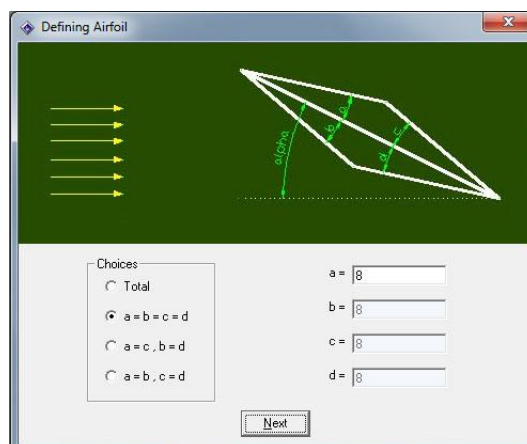 Defining Airfoil
alpha
a
b
c
d
Choices
Total
a = b = c = d
a = c , b = d
a = b , c = d
a = 8
b = 8
c = 8
d = 8
Next